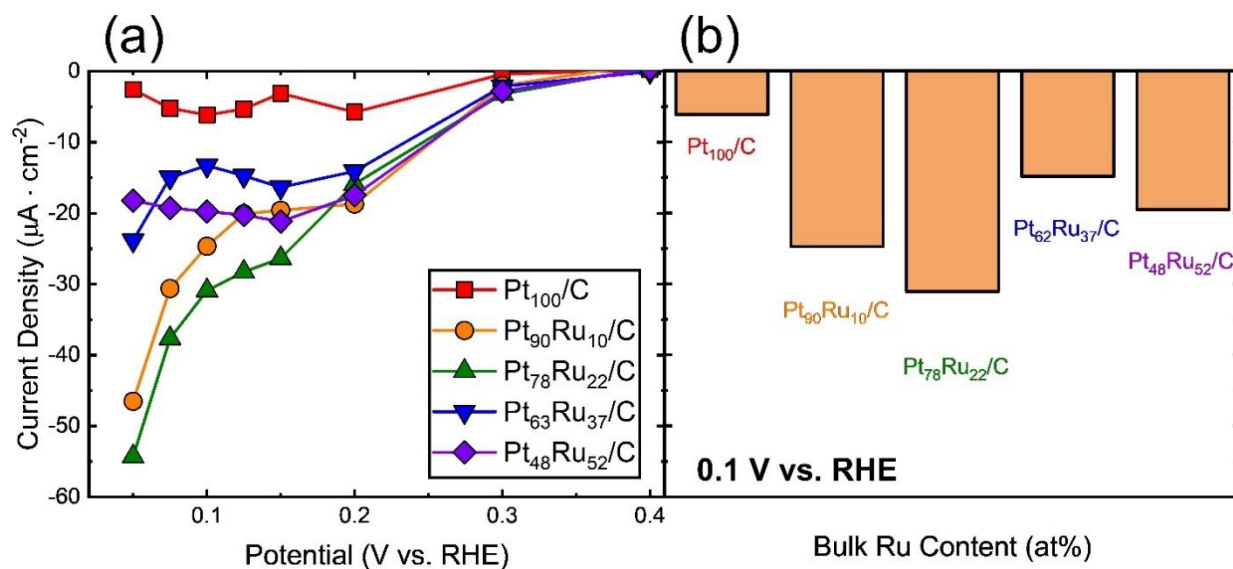 (a)
(b)
0
-10
-20
-30
-40
-50
-60
Current Density (µA · cm⁻²)
0.1
0.2
0.3
0.4
Potential (V vs. RHE)
Pt₁₀₀/C
Pt₉₀Ru₁₀/C
Pt₇₈Ru₂₂/C
Pt₆₃Ru₃₇/C
Pt₄₈Ru₅₂/C
Pt₁₀₀/C
Pt₉₀Ru₁₀/C
Pt₇₈Ru₂₂/C
Pt₆₂Ru₃₇/C
Pt₄₈Ru₅₂/C
0.1 V vs. RHE
Bulk Ru Content (at%)